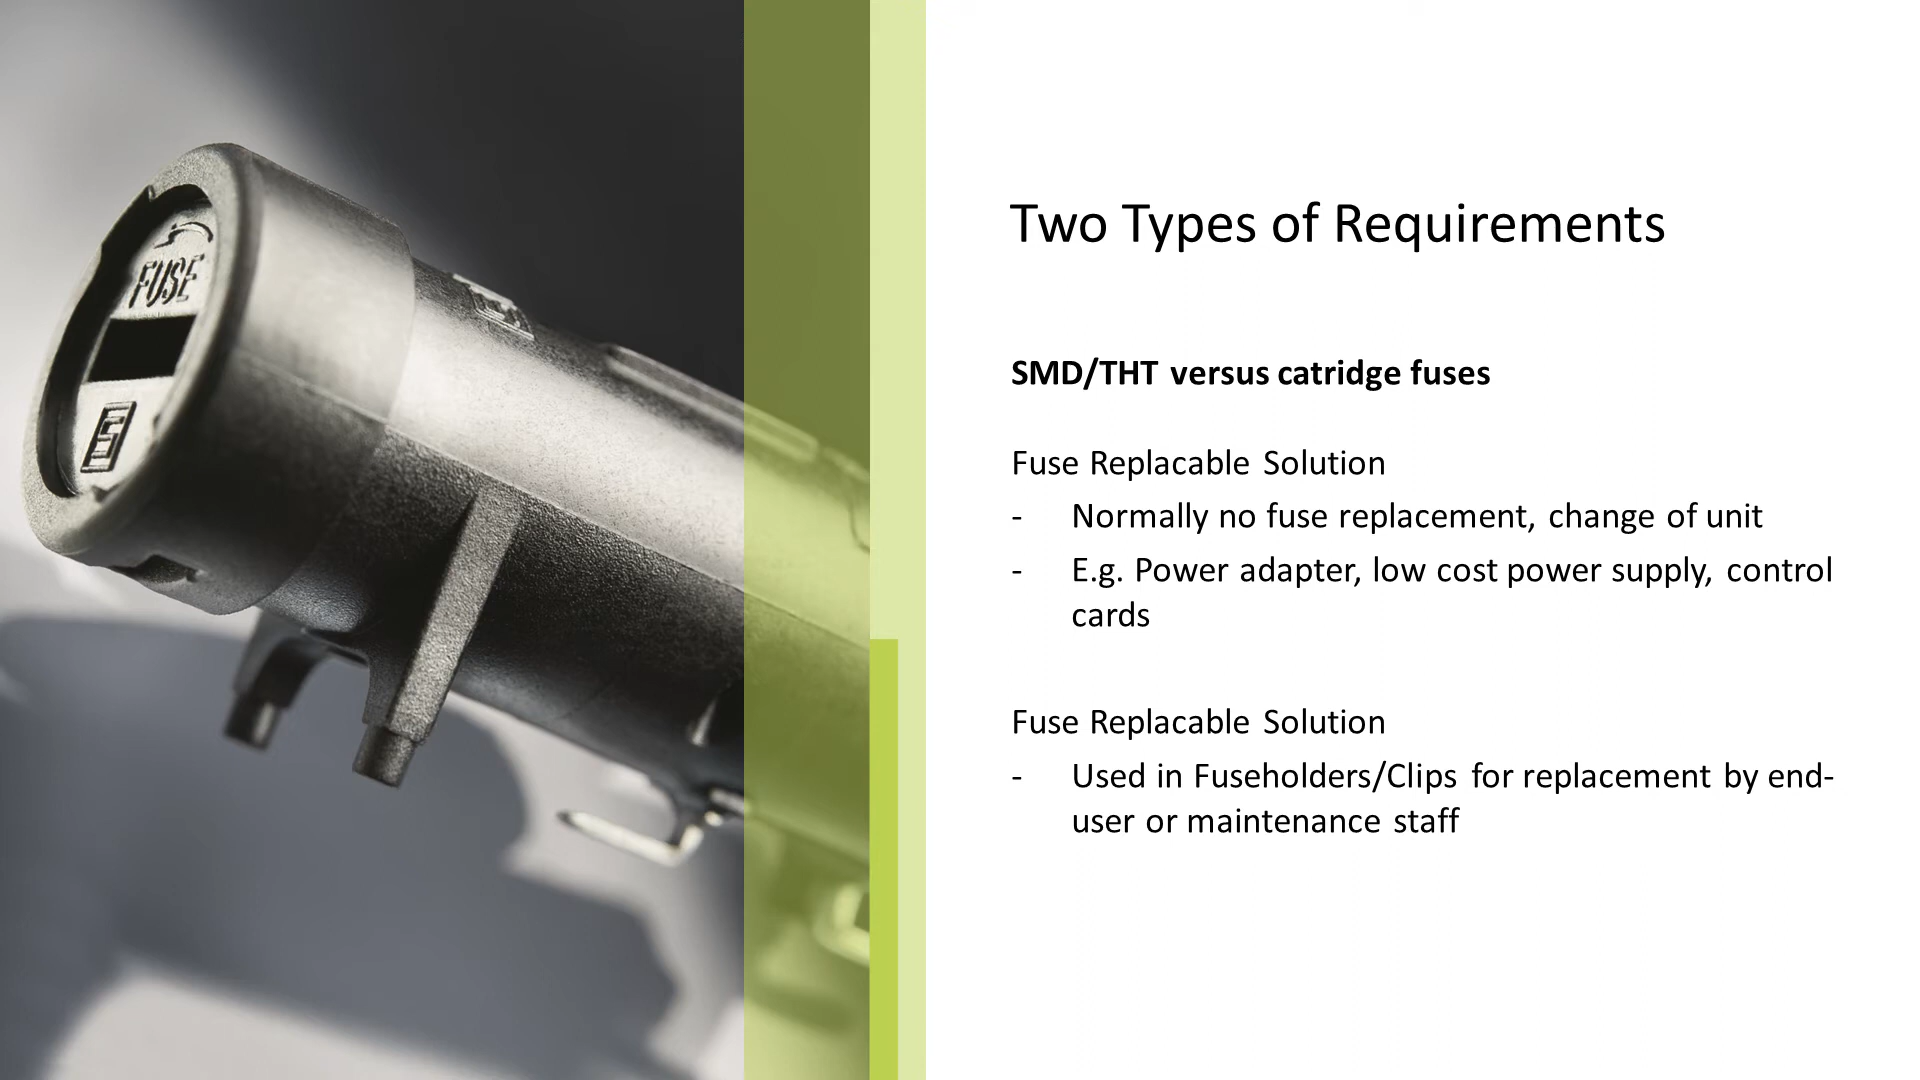 FUSE
Two Types of Requirements
SMD/THT versus catridge fuses
Fuse Replacable Solution
- Normally no fuse replacement, change of unit
- E.g. Power adapter, low cost power supply, control
cards
Fuse Replacable Solution
- Used in Fuseholders/Clips for replacement by end-
user or maintenance staff